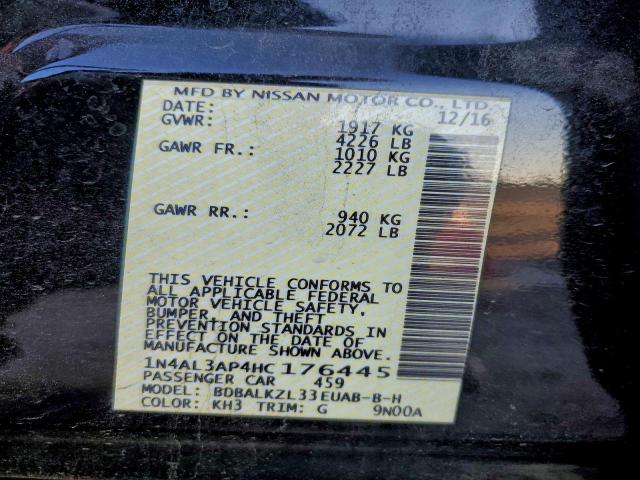 MFD BY NISSAN MOTOR CO., LTD.
DATE: 12/16
GVWR: 1917 KG
4226 LB
GAWR FR.: 1010 KG
2227 LB
GAWR RR.: 940 KG
2072 LB
THIS VEHICLE CONFORMS TO
ALL APPLICABLE FEDERAL
MOTOR VEHICLE SAFETY,
BUMPER, AND THEFT
PREVENTION STANDARDS IN
EFFECT ON THE DATE OF
MANUFACTURE SHOWN ABOVE.
1N4AL3AP4HC176445
PASSENGER CAR 459
MODEL: BDBALKZL33EUAB-B-H
COLOR: KH3 TRIM: G 9N00A